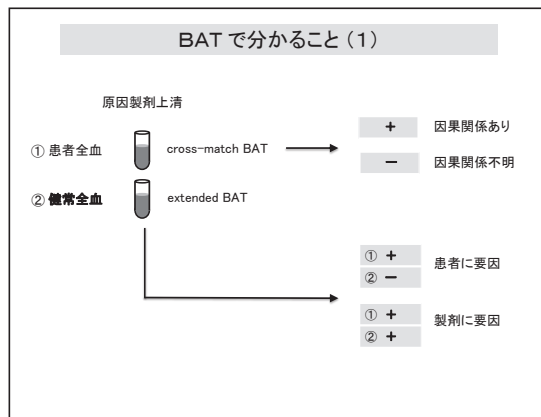 BAT で分かること（1）
原因製剤上清
① 患者全血
cross-match BAT
+
因果関係あり
−
因果関係不明
② 健常全血
extended BAT
① +
② −
患者に要因
① +
② +
製剤に要因